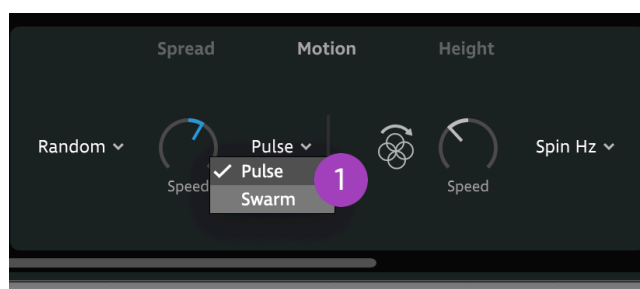 Spread Motion Height
Random Pulse Spin Hz
Speed Pulse 1 Speed
Swarm